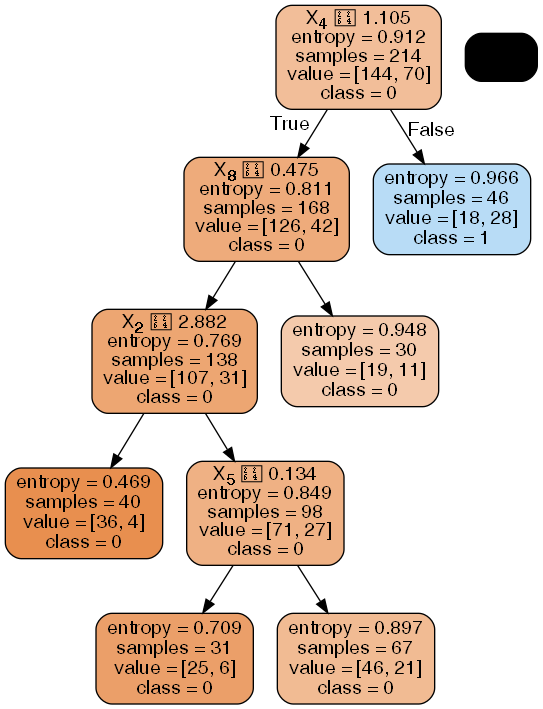 X₄ ≤ 1.105
entropy = 0.912
samples = 214
value = [144, 70]
class = 0
True
False
X₈ ≤ 0.475
entropy = 0.811
samples = 168
value = [126, 42]
class = 0
entropy = 0.966
samples = 46
value = [18, 28]
class = 1
X₂ ≤ 2.882
entropy = 0.769
samples = 138
value = [107, 31]
class = 0
entropy = 0.948
samples = 30
value = [19, 11]
class = 0
entropy = 0.469
samples = 40
value = [36, 4]
class = 0
X₅ ≤ 0.134
entropy = 0.849
samples = 98
value = [71, 27]
class = 0
entropy = 0.709
samples = 31
value = [25, 6]
class = 0
entropy = 0.897
samples = 67
value = [46, 21]
class = 0